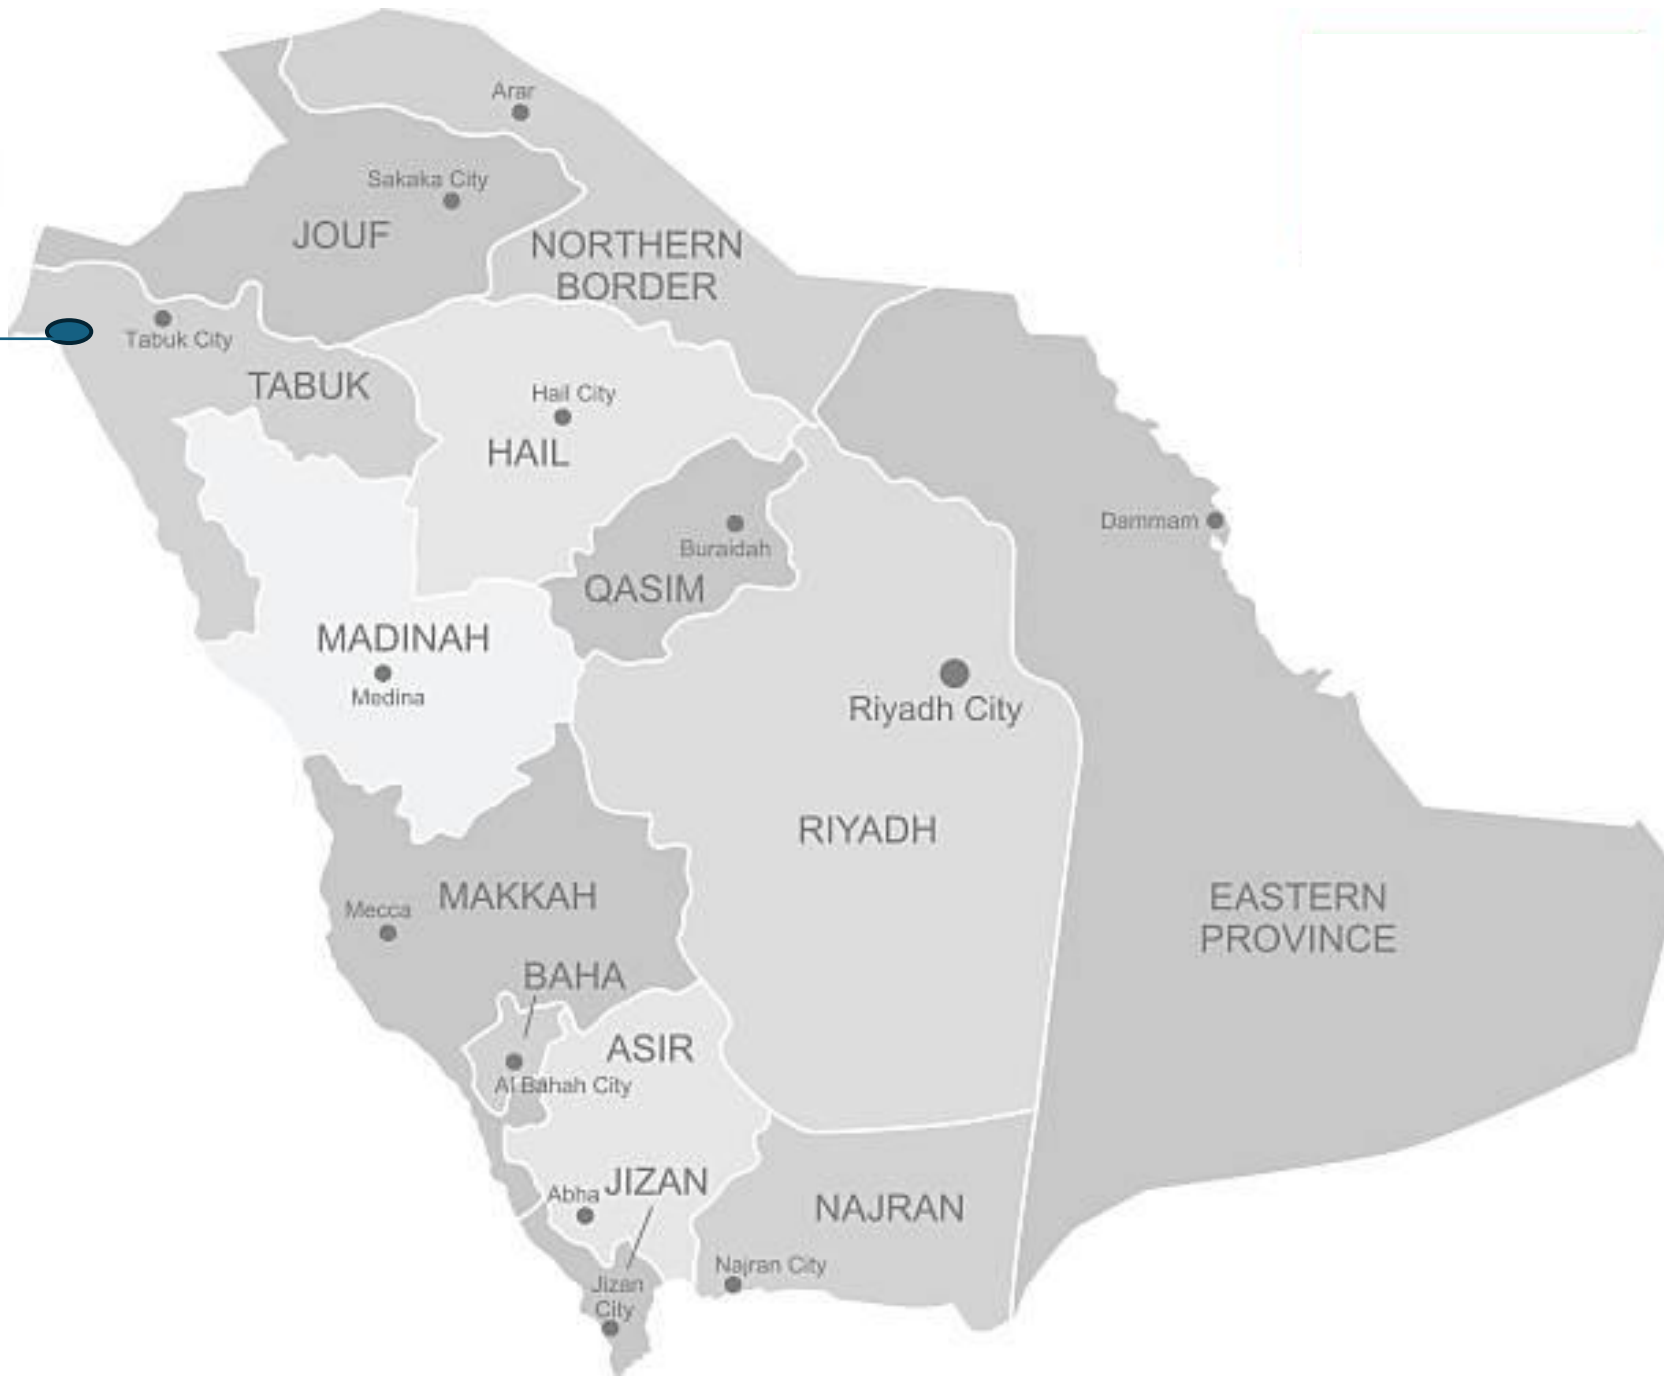 Arar
Sakaka City
JOUF
NORTHERN
BORDER
Tabuk City
TABUK
Hail City
HAIL
Dammam
Buraidah
QASIM
MADINAH
Medina
Riyadh City
RIYADH
MAKKAH
Mecca
EASTERN
PROVINCE
BAHA
ASIR
Al Bahah City
JIZAN
Abha
NAJRAN
Najran City
Jizan
City